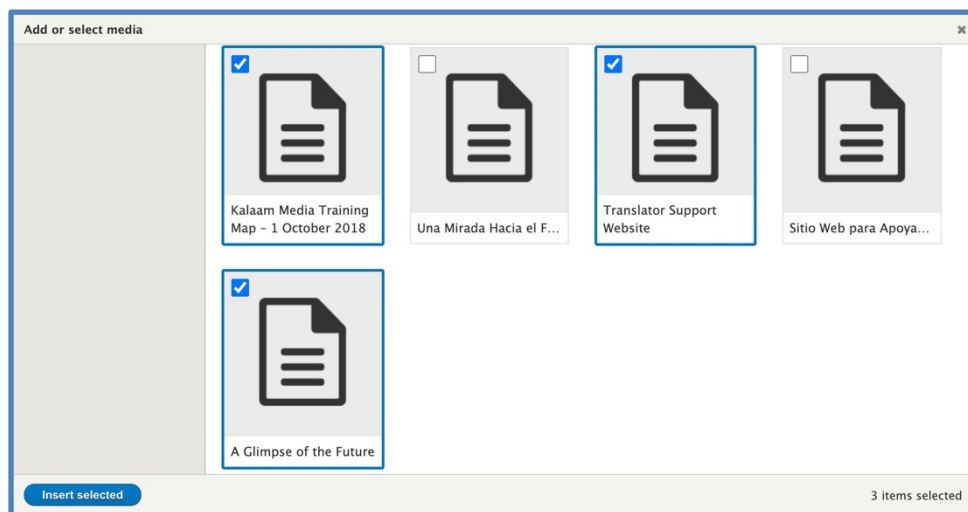 Add or select media
Kalaam Media Training
Map – 1 October 2018
Una Mirada Hacia el F...
Translator Support
Website
Sitio Web para Apoya...
A Glimpse of the Future
Insert selected
3 items selected